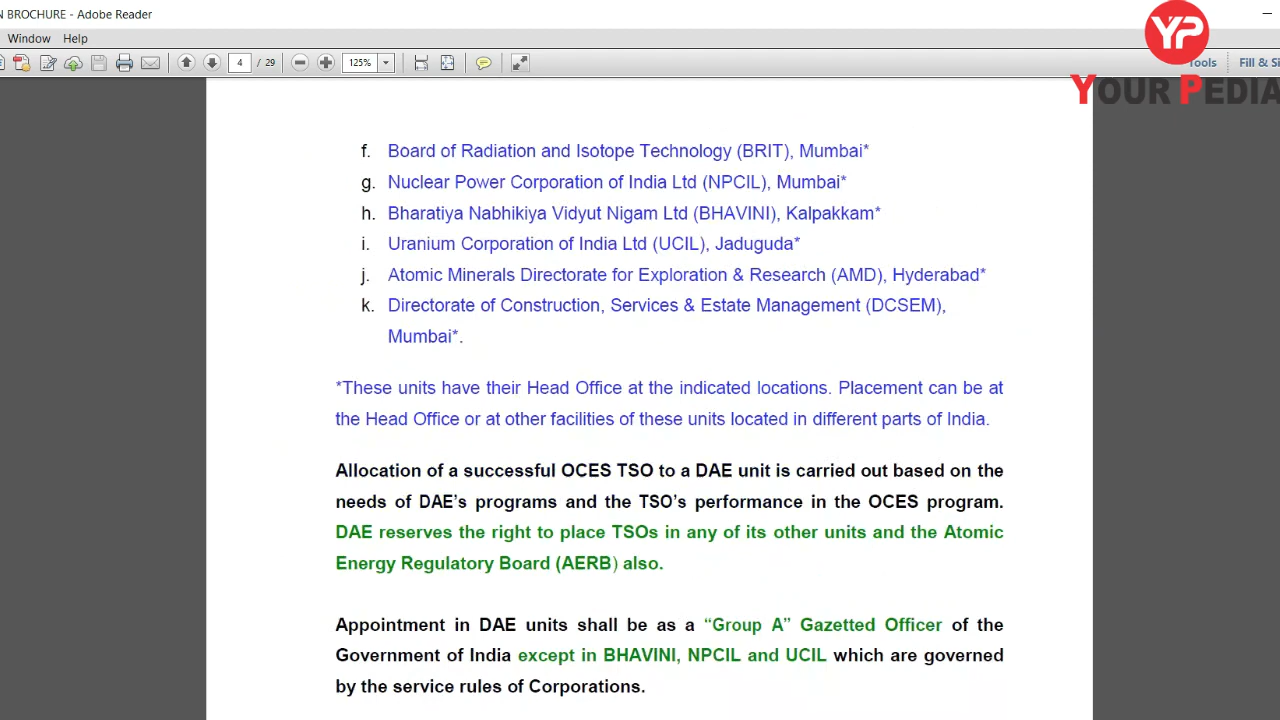 N BROCHURE - Adobe Reader
Window Help
4 / 29 125% Tools Fill & Si
YP
YOUR PEDIA
f. Board of Radiation and Isotope Technology (BRIT), Mumbai*
g. Nuclear Power Corporation of India Ltd (NPCIL), Mumbai*
h. Bharatiya Nabhikiya Vidyut Nigam Ltd (BHAVINI), Kalpakkam*
i. Uranium Corporation of India Ltd (UCIL), Jaduguda*
j. Atomic Minerals Directorate for Exploration & Research (AMD), Hyderabad*
k. Directorate of Construction, Services & Estate Management (DCSEM),
Mumbai*.
*These units have their Head Office at the indicated locations. Placement can be at
the Head Office or at other facilities of these units located in different parts of India.
Allocation of a successful OCES TSO to a DAE unit is carried out based on the
needs of DAE’s programs and the TSO’s performance in the OCES program.
DAE reserves the right to place TSOs in any of its other units and the Atomic
Energy Regulatory Board (AERB) also.
Appointment in DAE units shall be as a “Group A” Gazetted Officer of the
Government of India except in BHAVINI, NPCIL and UCIL which are governed
by the service rules of Corporations.